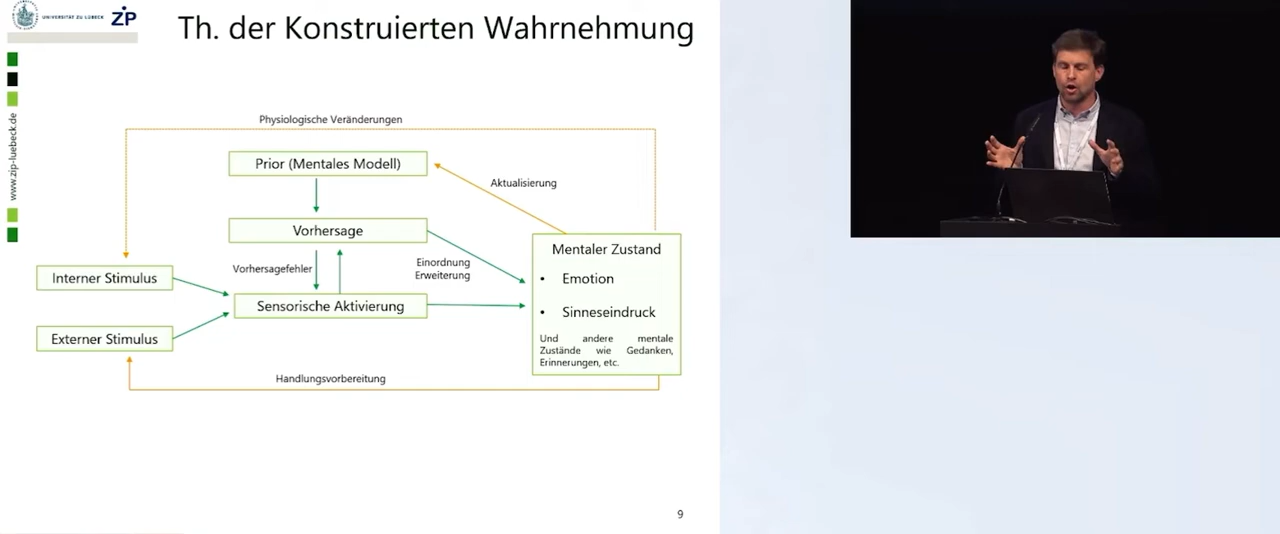 UNIVERSITÄT ZU LÜBECK
ZIP
Th. der Konstruierten Wahrnehmung
www.zip-luebeck.de
Physiologische Veränderungen
Prior (Mentales Modell)
Aktualisierung
Vorhersage
Mentaler Zustand
Vorhersagefehler
Einordnung
Erweiterung
• Emotion
Interner Stimulus
Sensorische Aktivierung
• Sinneseindruck
Externer Stimulus
Und andere mentale
Zustände wie Gedanken,
Erinnerungen, etc.
Handlungsvorbereitung
9